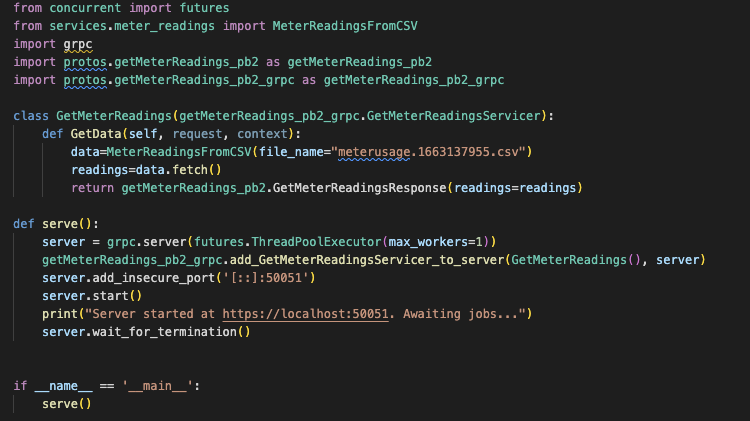 from concurrent import futures
from services.meter_readings import MeterReadingsFromCSV
import grpc
import protos.getMeterReadings_pb2 as getMeterReadings_pb2
import protos.getMeterReadings_pb2_grpc as getMeterReadings_pb2_grpc

class GetMeterReadings(getMeterReadings_pb2_grpc.GetMeterReadingsServicer):
    def GetData(self, request, context):
        data=MeterReadingsFromCSV(file_name="meterusage.1663137955.csv")
        readings=data.fetch()
        return getMeterReadings_pb2.GetMeterReadingsResponse(readings=readings)

def serve():
    server = grpc.server(futures.ThreadPoolExecutor(max_workers=1))
    getMeterReadings_pb2_grpc.add_GetMeterReadingsServicer_to_server(GetMeterReadings(), server)
    server.add_insecure_port('[::]:50051')
    server.start()
    print("Server started at https://localhost:50051. Awaiting jobs...")
    server.wait_for_termination()


if __name__ == '__main__':
    serve()